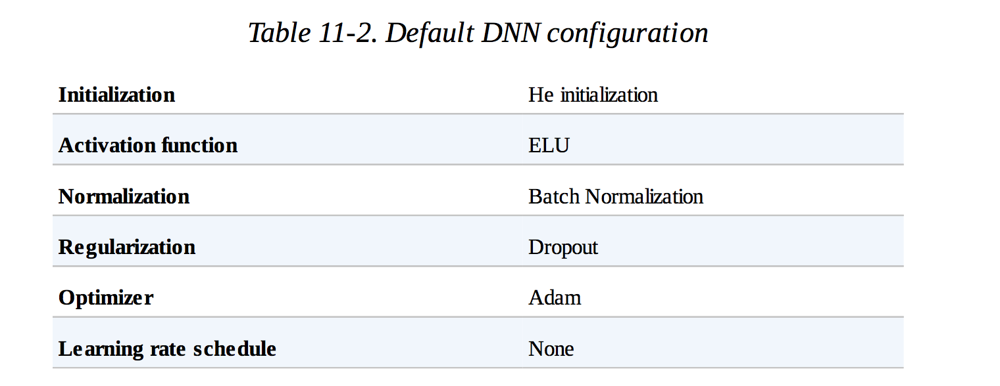 Table 11-2. Default DNN configuration
Initialization He initialization
Activation function ELU
Normalization Batch Normalization
Regularization Dropout
Optimizer Adam
Learning rate schedule None